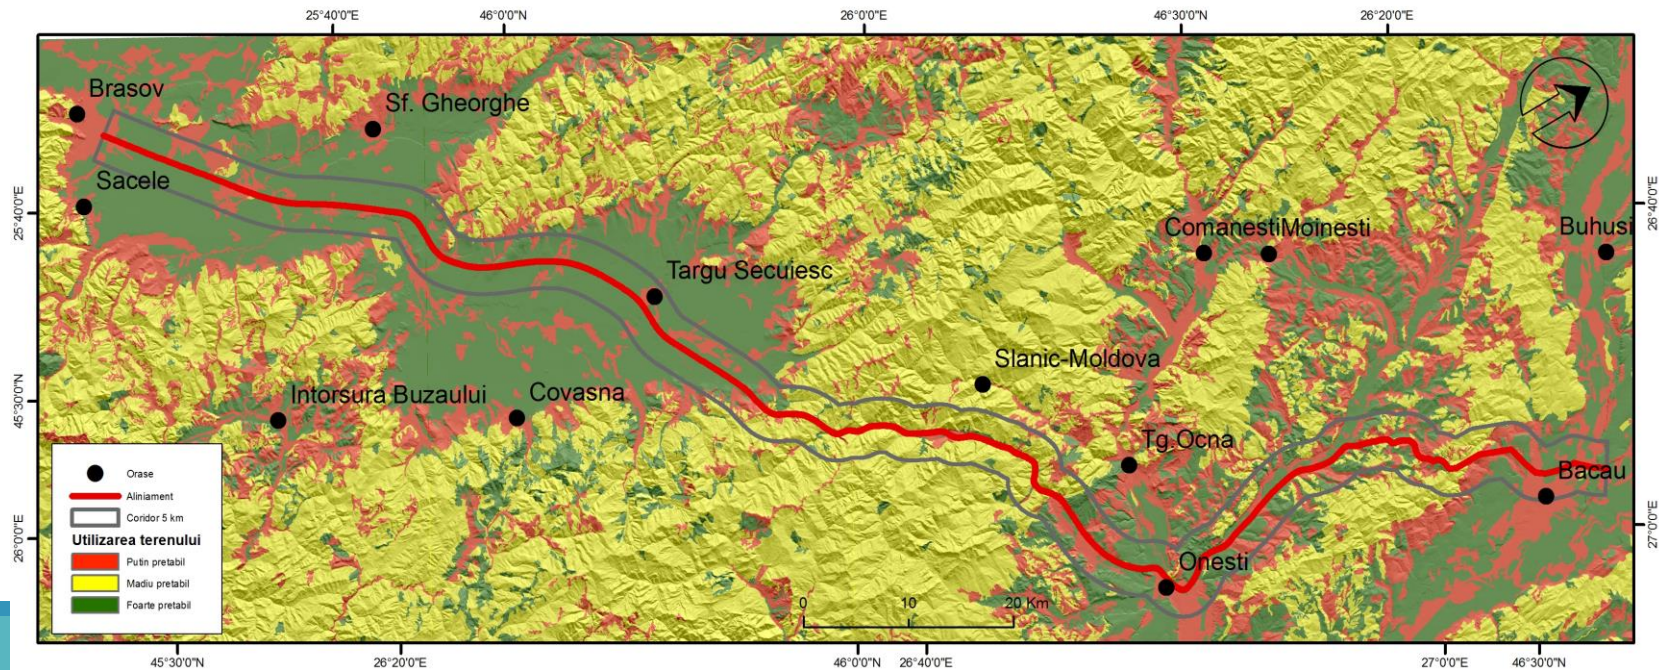 25°40'0"E 46°0'0"N 26°0'0"E 46°30'0"N 26°20'0"E
Brasov
Sf. Gheorghe
Sacele
25°40'0"E
26°40'0"E
Comanesti Moinesti
Buhusi
Targu Secuiesc
Slanic-Moldova
Intorsura Buzaului
Covasna
45°30'0"N
Tg.Ocna
Bacau
Orase
Aliniament
Coridor 5 km
Utilizarea terenului
Putin pretabil
Madiu pretabil
Foarte pretabil
26°0'0"E
27°0'0"E
Onesti
0 10 20 Km
45°30'0"N 26°20'0"E 46°0'0"N 26°40'0"E 27°0'0"E 46°30'0"N